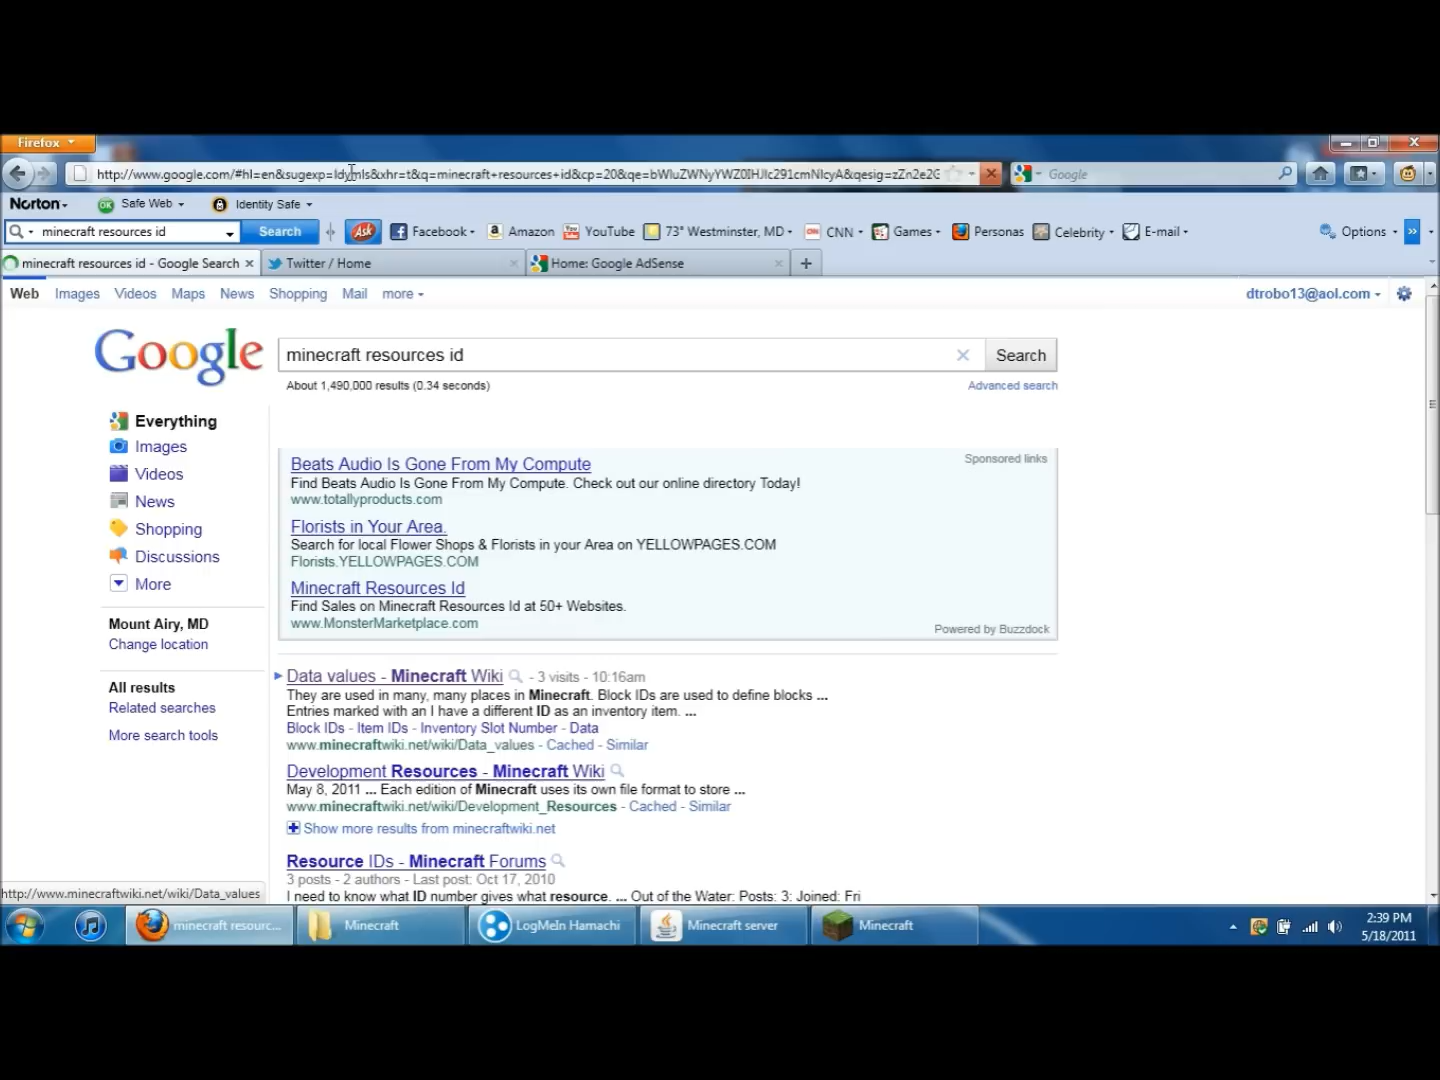 Firefox
http://www.google.com/#hl=en&sugexp=ldymls&xhr=t&q=minecraft+resources+id&cp=20&qe=
Google
Norton
OK Safe Web
Identity Safe
minecraft resources id
Search
Ask
Facebook
Amazon
YouTube
73° Westminster, MD
CNN
Games
Personas
Celebrity
E-mail
Options
minecraft resources id - Google Search
Twitter / Home
Home: Google AdSense
Web Images Videos Maps News Shopping Mail more
dtrobo13@aol.com
Google
minecraft resources id
Search
About 1,490,000 results (0.34 seconds)
Advanced search
Everything
Images
Videos
News
Shopping
Discussions
More
Mount Airy, MD
Change location
All results
Related searches
More search tools
Sponsored links
Beats Audio Is Gone From My Compute
Find Beats Audio Is Gone From My Compute. Check out our online directory Today!
www.totallyproducts.com
Florists in Your Area.
Search for local Flower Shops & Florists in your Area on YELLOWPAGES.COM
Florists.YELLOWPAGES.COM
Minecraft Resources Id
Find Sales on Minecraft Resources Id at 50+ Websites.
www.MonsterMarketplace.com
Powered by Buzzdock
Data values - Minecraft Wiki - 3 visits - 10:16am
They are used in many, many places in Minecraft. Block IDs are used to define blocks ...
Entries marked with an I have a different ID as an inventory item. ...
Block IDs - Item IDs - Inventory Slot Number - Data
www.minecraftwiki.net/wiki/Data_values - Cached - Similar
Development Resources - Minecraft Wiki
May 8, 2011 ... Each edition of Minecraft uses its own file format to store ...
www.minecraftwiki.net/wiki/Development_Resources - Cached - Similar
Show more results from minecraftwiki.net
Resource IDs - Minecraft Forums
3 posts - 2 authors - Last post: Oct 17, 2010
I need to know what ID number gives what resource. ... Out of the Water: Posts: 3: Joined: Fri
http://www.minecraftwiki.net/wiki/Data_values
minecraft resourc...
Minecraft
LogMeIn Hamachi
Minecraft server
Minecraft
2:39 PM
5/18/2011